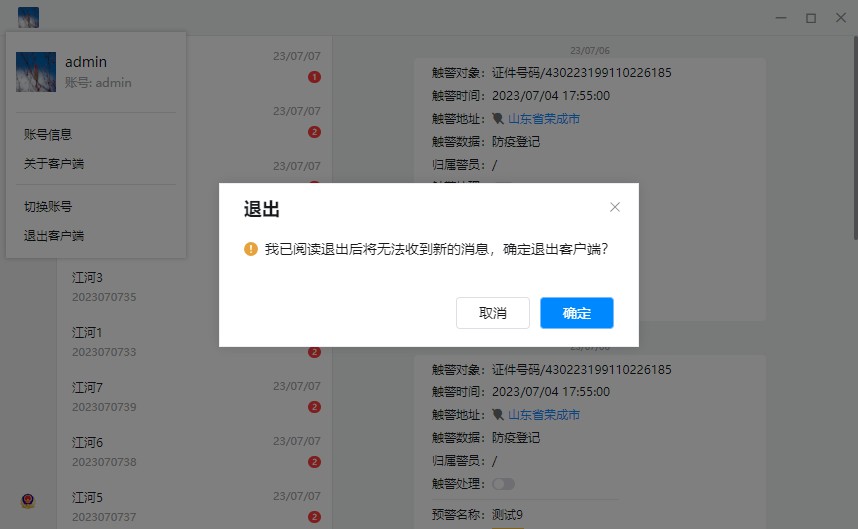 admin
账号: admin
账号信息
关于客户端
切换账号
退出客户端
23/07/07
1
23/07/07
2
23/07/07
江河3
2023070735
江河1
2023070733
2
江河7
23/07/07
2023070739
2
江河6
23/07/07
2023070738
2
江河5
23/07/07
2023070737
2
23/07/06
触警对象: 证件号码/430223199110226185
触警时间: 2023/07/04 17:55:00
触警地址: 山东省荣成市
触警数据: 防疫登记
归属警员: /
退出
我已阅读退出后将无法收到新的消息，确定退出客户端?
取消
确定
23/07/06
触警对象: 证件号码/430223199110226185
触警时间: 2023/07/04 17:55:00
触警地址: 山东省荣成市
触警数据: 防疫登记
归属警员: /
触警处理:
预警名称: 测试9